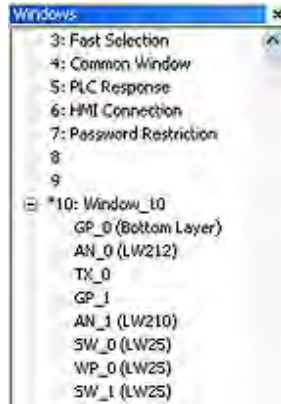 Windows
3: Fast Selection
4: Common Window
5: PLC Response
6: HMI Connection
7: Password Restriction
8
9
*10: Window_10
GP_0 (Bottom Layer)
AN_0 (LW212)
TX_0
GP_1
AN_1 (LW210)
SW_0 (LW25)
WP_0 (LW25)
SW_1 (LW25)